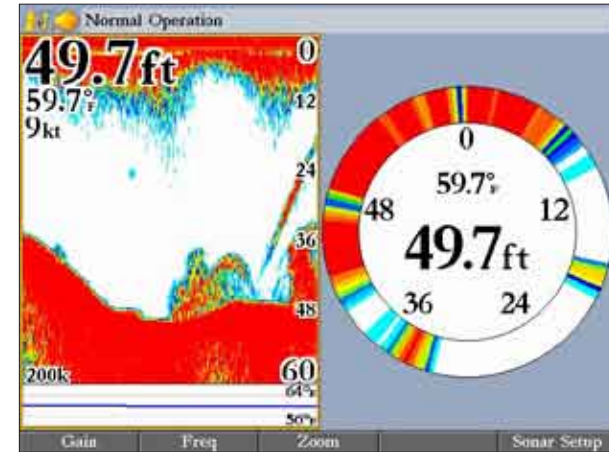 Normal Operation
49.7ft
59.7°F
9kt
0
12
24
36
48
60
200k
64°F
56°F
0
12
24
36
48
59.7°F
49.7ft
Gain
Freq
Zoom
Sonar Setup